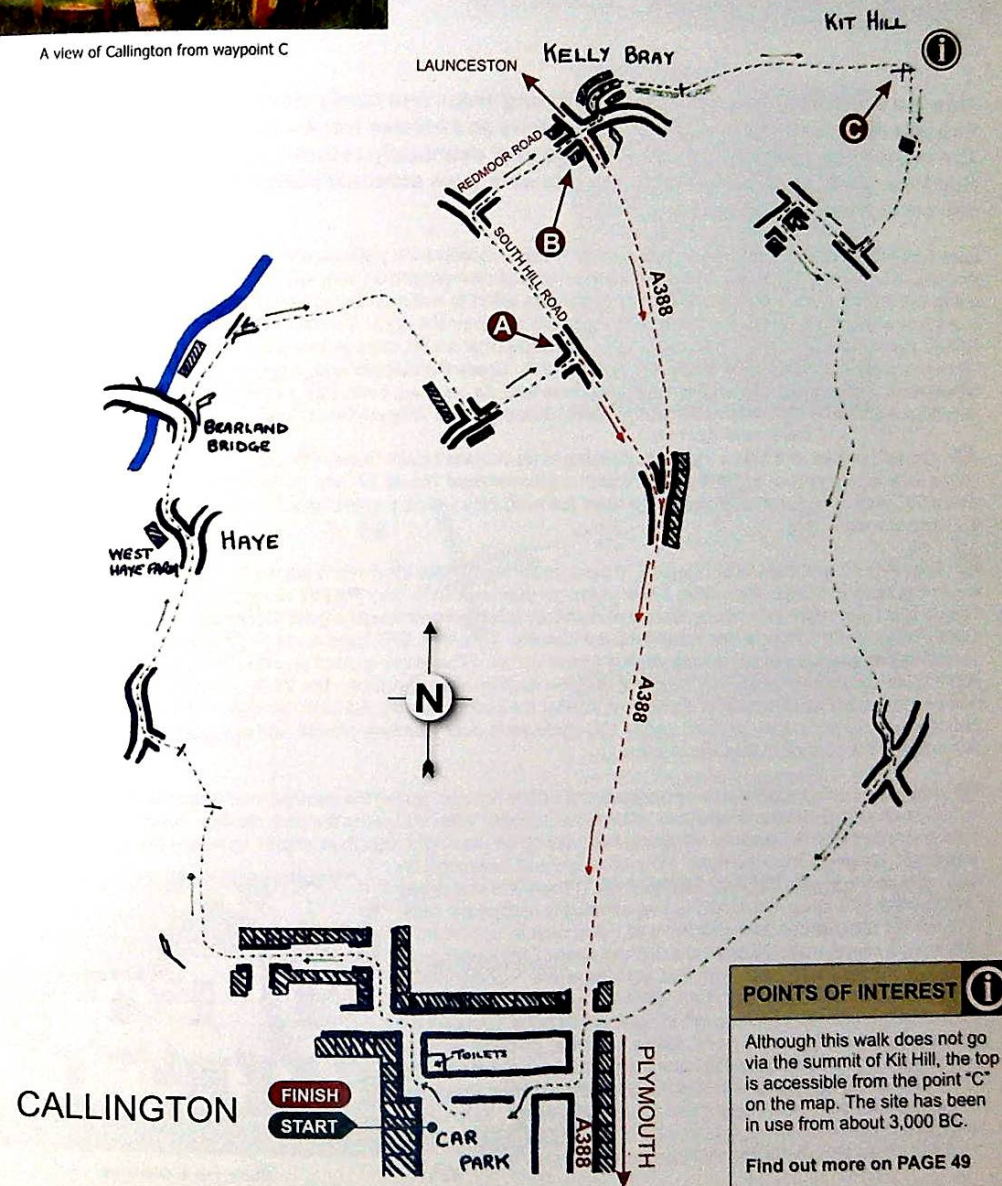 A view of Callington from waypoint C
KIT HILL
i
KELLY BRAY
LAUNCESTON
C
REDMOOR ROAD
B
SOUTH HILL ROAD
A388
A
BEARLAND
BRIDGE
HAYE
WEST
HAYE FARM
N
A388
TOILETS
CALLINGTON
FINISH
START
CAR
PARK
A388
PLYMOUTH
POINTS OF INTEREST i
Although this walk does not go
via the summit of Kit Hill, the top
is accessible from the point "C"
on the map. The site has been
in use from about 3,000 BC.
Find out more on PAGE 49